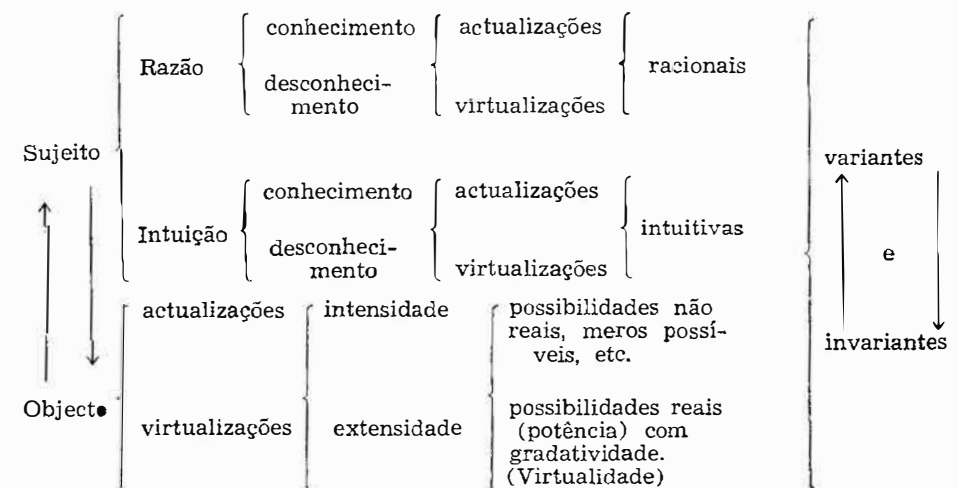 conhecimento
actualizações
Razão
racionais
desconheci-
mento
virtualizações
Sujeito
variantes
conhecimento
actualizações
Intuição
intuitivas
desconheci-
mento
virtualizações
e
actualizações
intensidade
possibilidades não
reais, meros possí-
veis, etc.
invariantes
Objecto
virtualizações
extensidade
possibilidades reais
(potência) com
gradatividade.
(Virtualidade)